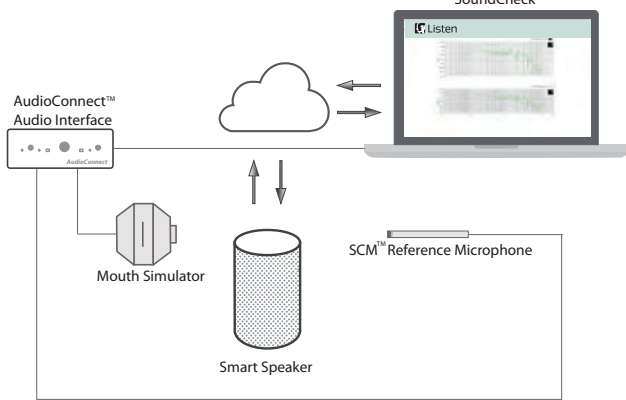 SoundCheck
Listen
AudioConnect™
Audio Interface
AudioConnect
Mouth Simulator
SCM™ Reference Microphone
Smart Speaker